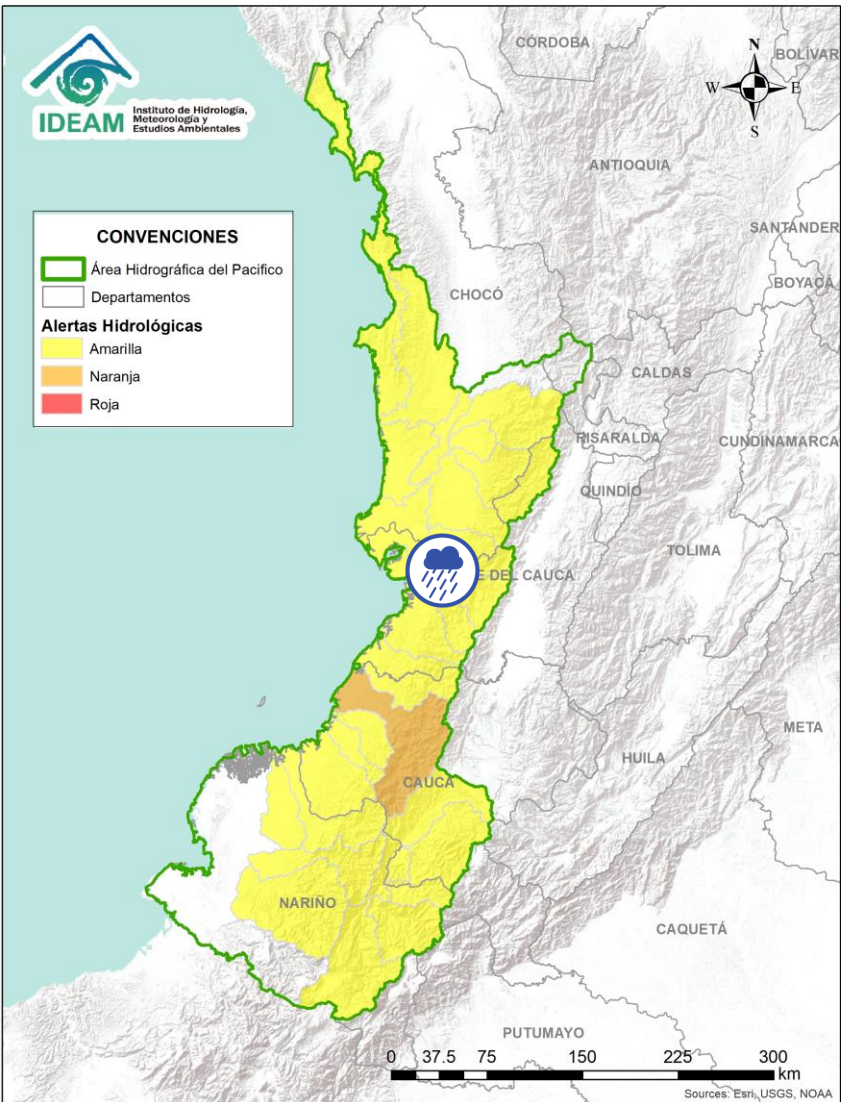 IDEAM
Instituto de Hidrología,
Meteorología y
Estudios Ambientales
N
W
E
S
CÓRDOBA
BOLÍVAR
ANTIOQUIA
SANTANDER
BOYACÁ
CHOCÓ
CALDAS
RISARALDA
CUNDINAMARCA
QUINDÍO
TOLIMA
E DEL CAUCA
META
HUILA
CAUCA
NARIÑO
CAQUETÁ
PUTUMAYO
CONVENCIONES
Área Hidrográfica del Pacifico
Departamentos
Alertas Hidrológicas
Amarilla
Naranja
Roja
0 37.5 75 150 225 300
km
Sources: Esri, USGS, NOAA